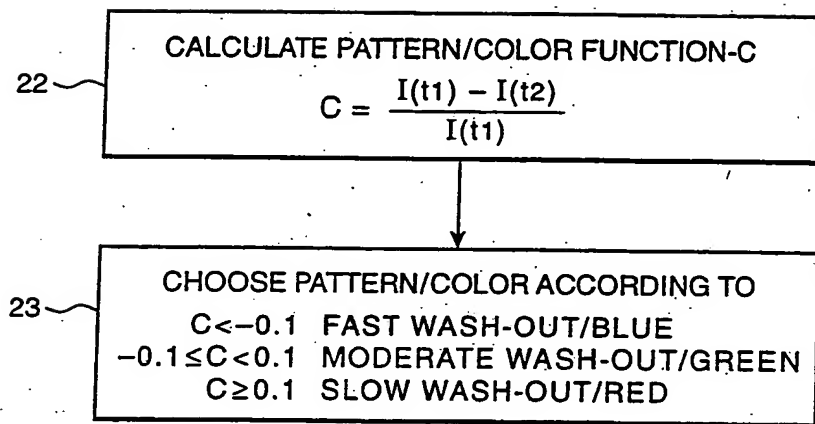 CALCULATE PATTERN/COLOR FUNCTION-C
22
C = I(t1) – I(t2)
I(t1)
CHOOSE PATTERN/COLOR ACCORDING TO
23
C<–0.1 FAST WASH-OUT/BLUE
–0.1≤C<0.1 MODERATE WASH-OUT/GREEN
C≥0.1 SLOW WASH-OUT/RED